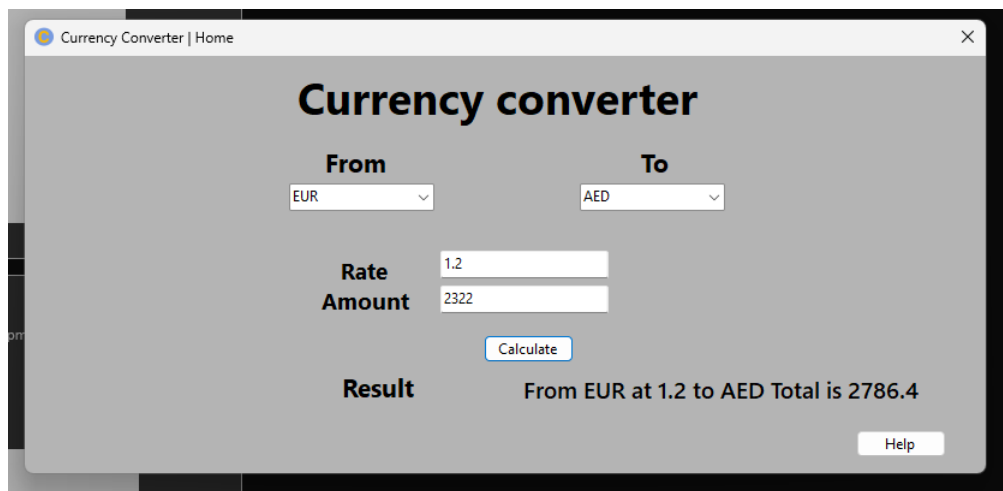 Currency Converter | Home
Currency converter
From To
EUR AED
Rate 1.2
Amount 2322
Calculate
Result From EUR at 1.2 to AED Total is 2786.4
Help
pm